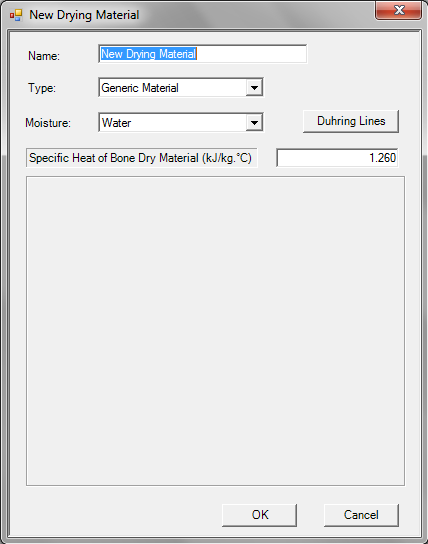 New Drying Material
Name: New Drying Material
Type: Generic Material
Moisture: Water Duhring Lines
Specific Heat of Bone Dry Material (kJ/kg.°C) 1.260
OK Cancel